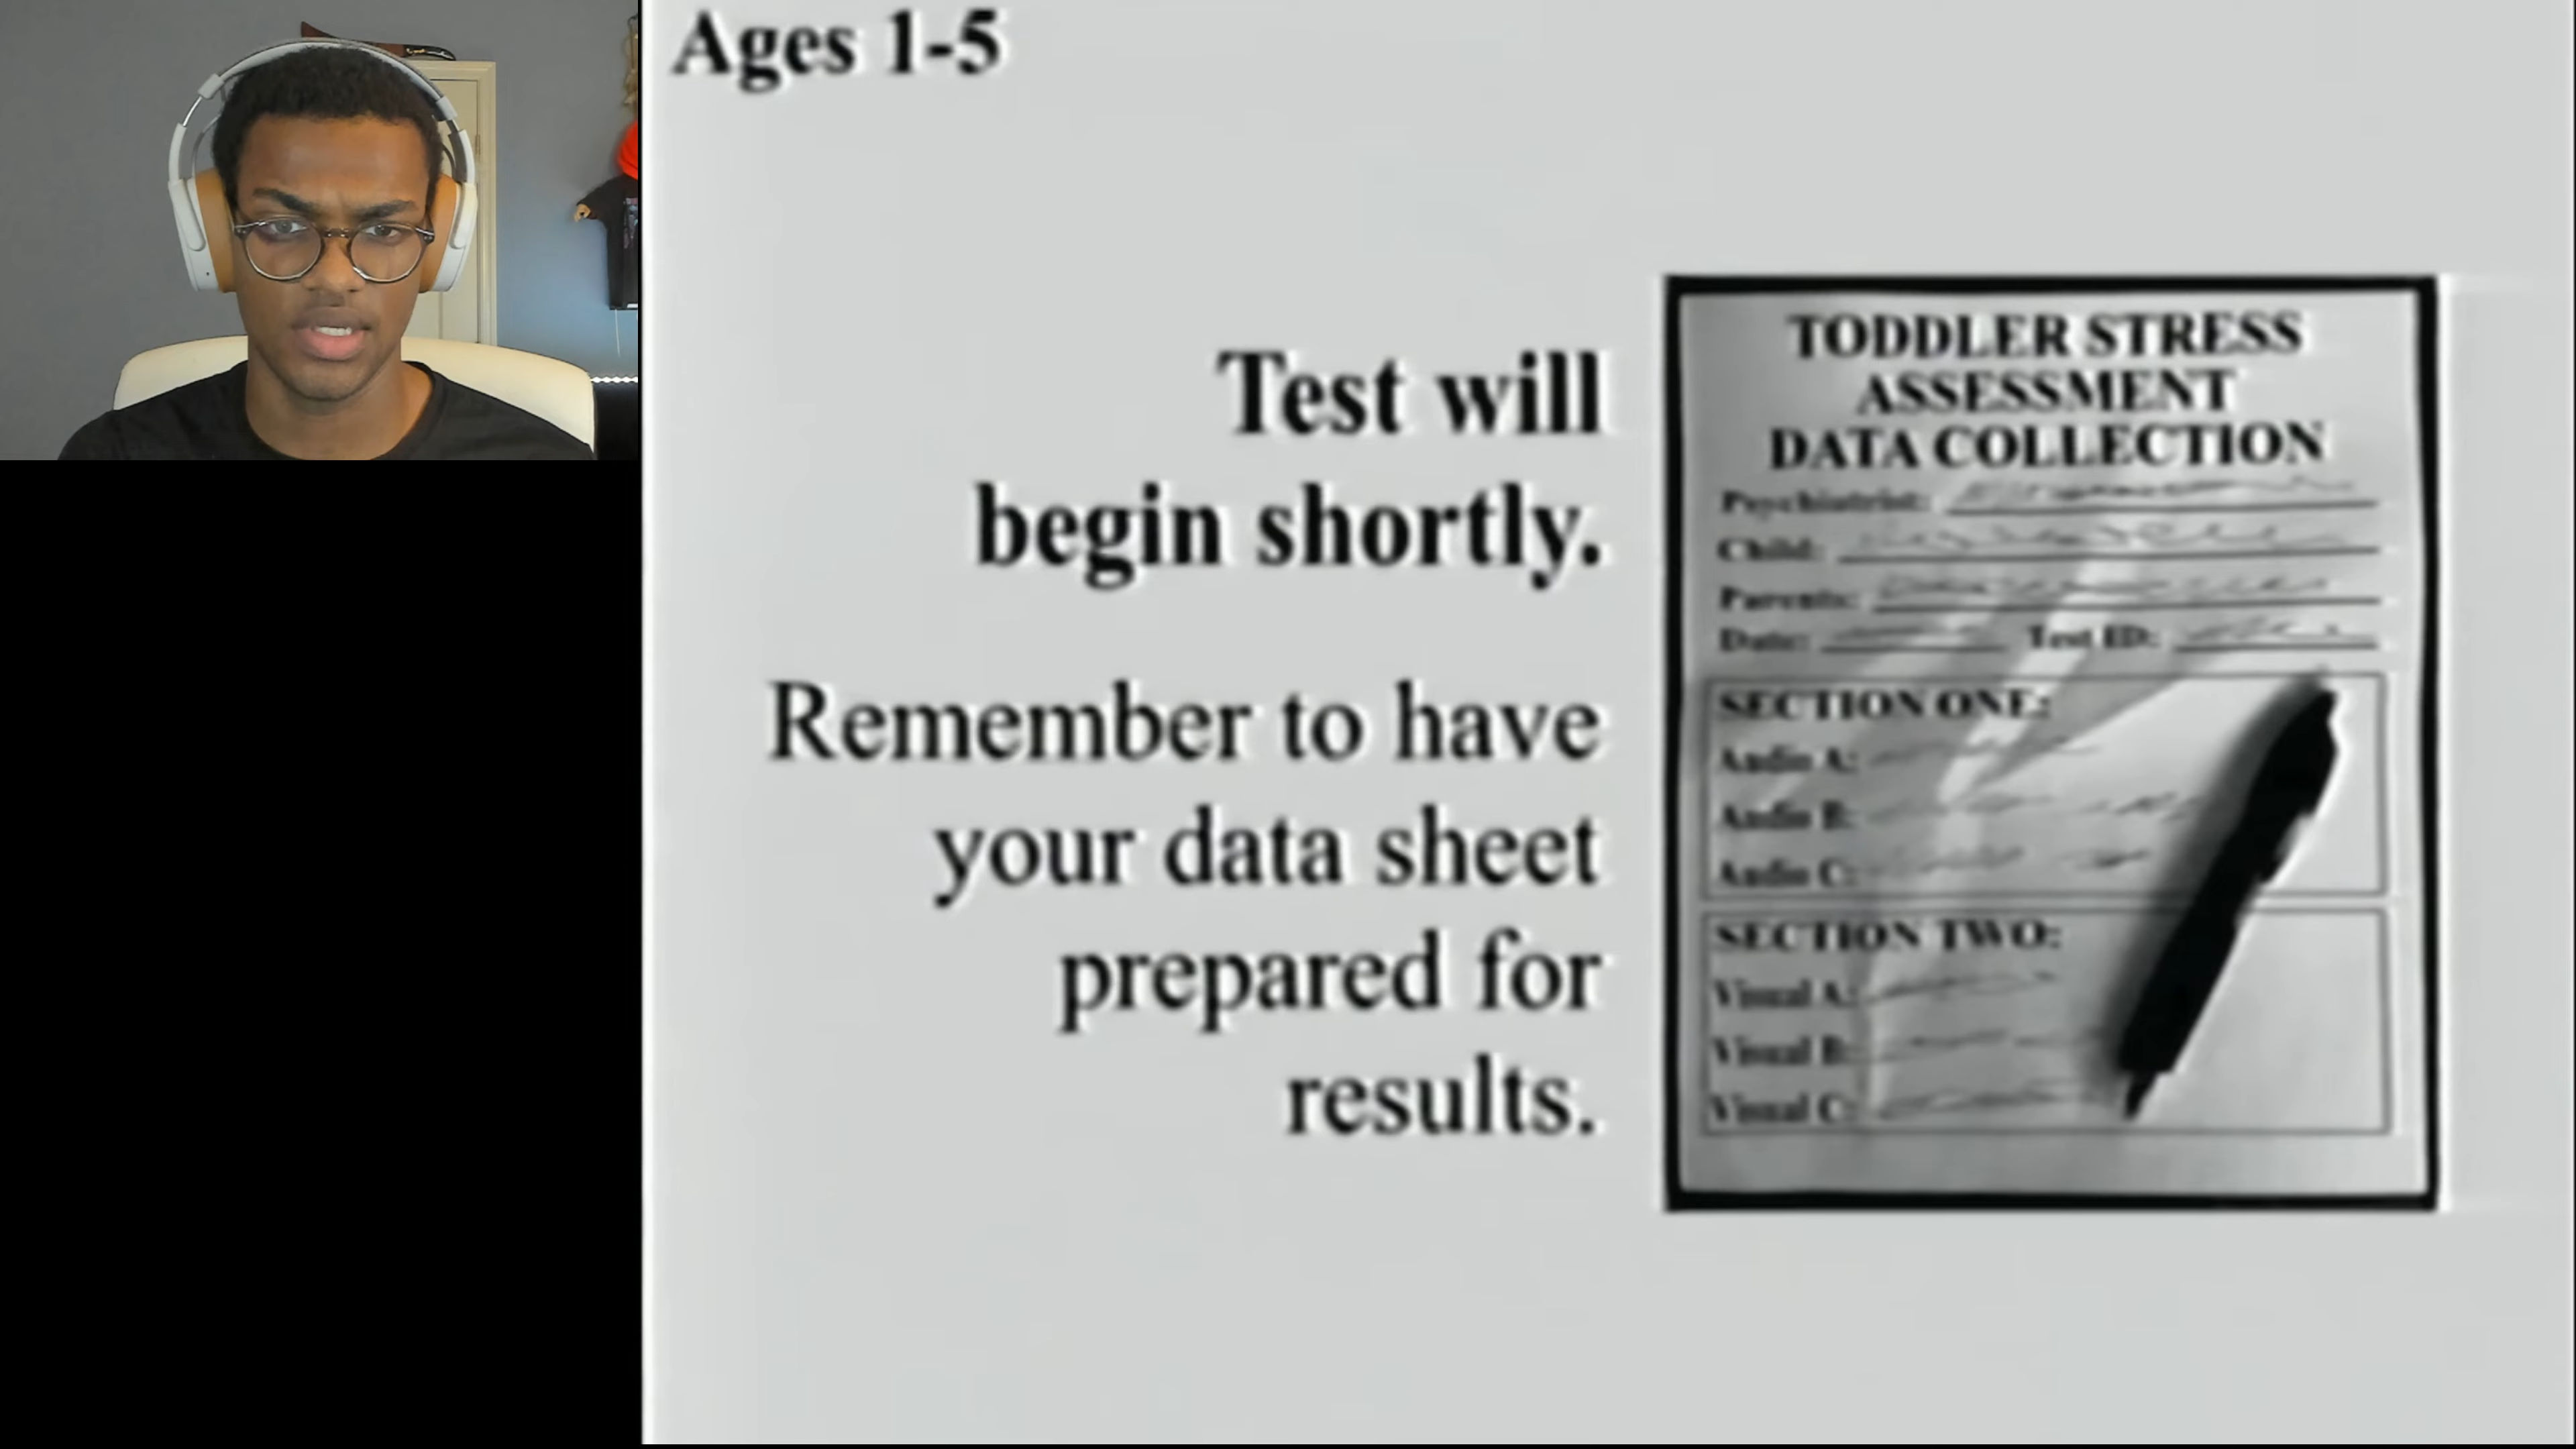 Ages 1-5
Test will
begin shortly.
Remember to have
your data sheet
prepared for
results.
TODDLER STRESS
ASSESSMENT
DATA COLLECTION
Psychiatrist:
Child:
Parents:
Date: Test ID:
SECTION ONE:
Audio A:
Audio B:
Audio C:
SECTION TWO:
Visual A:
Visual B:
Visual C: